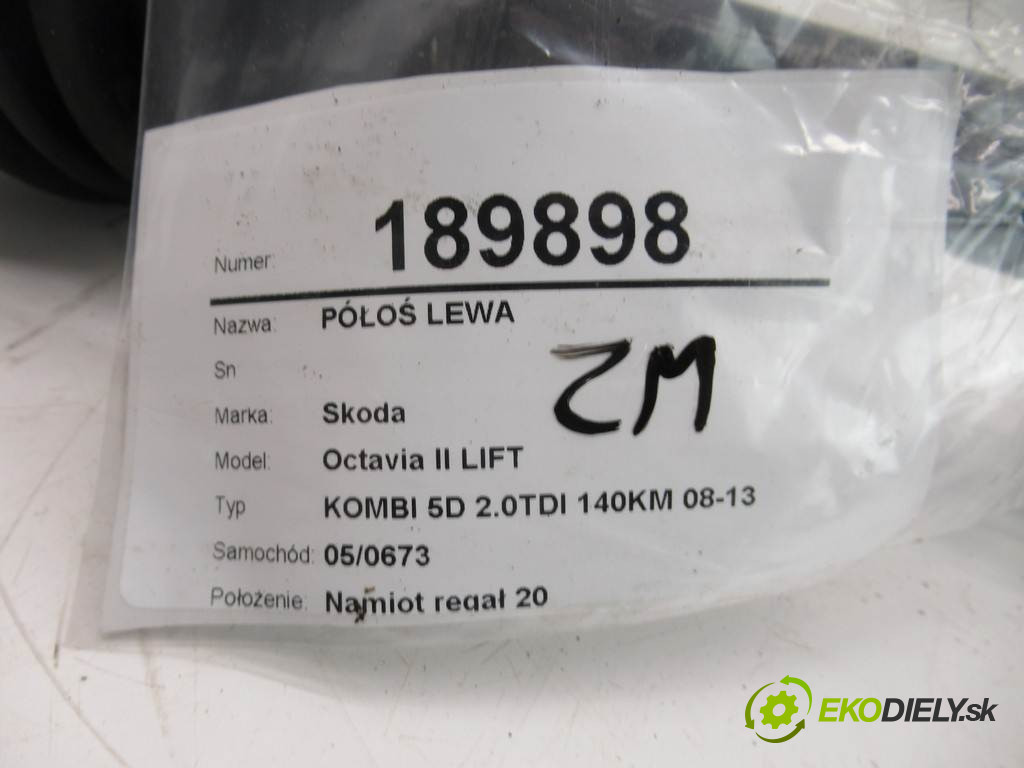 Numer: 189898
Nazwa: PÓŁOŚ LEWA
Sn
ZM
Marka: Skoda
Model: Octavia II LIFT
Typ KOMBI 5D 2.0TDI 140KM 08-13
Samochód: 05/0673
Położenie: Namiot regał 20
EKODIELY.sk